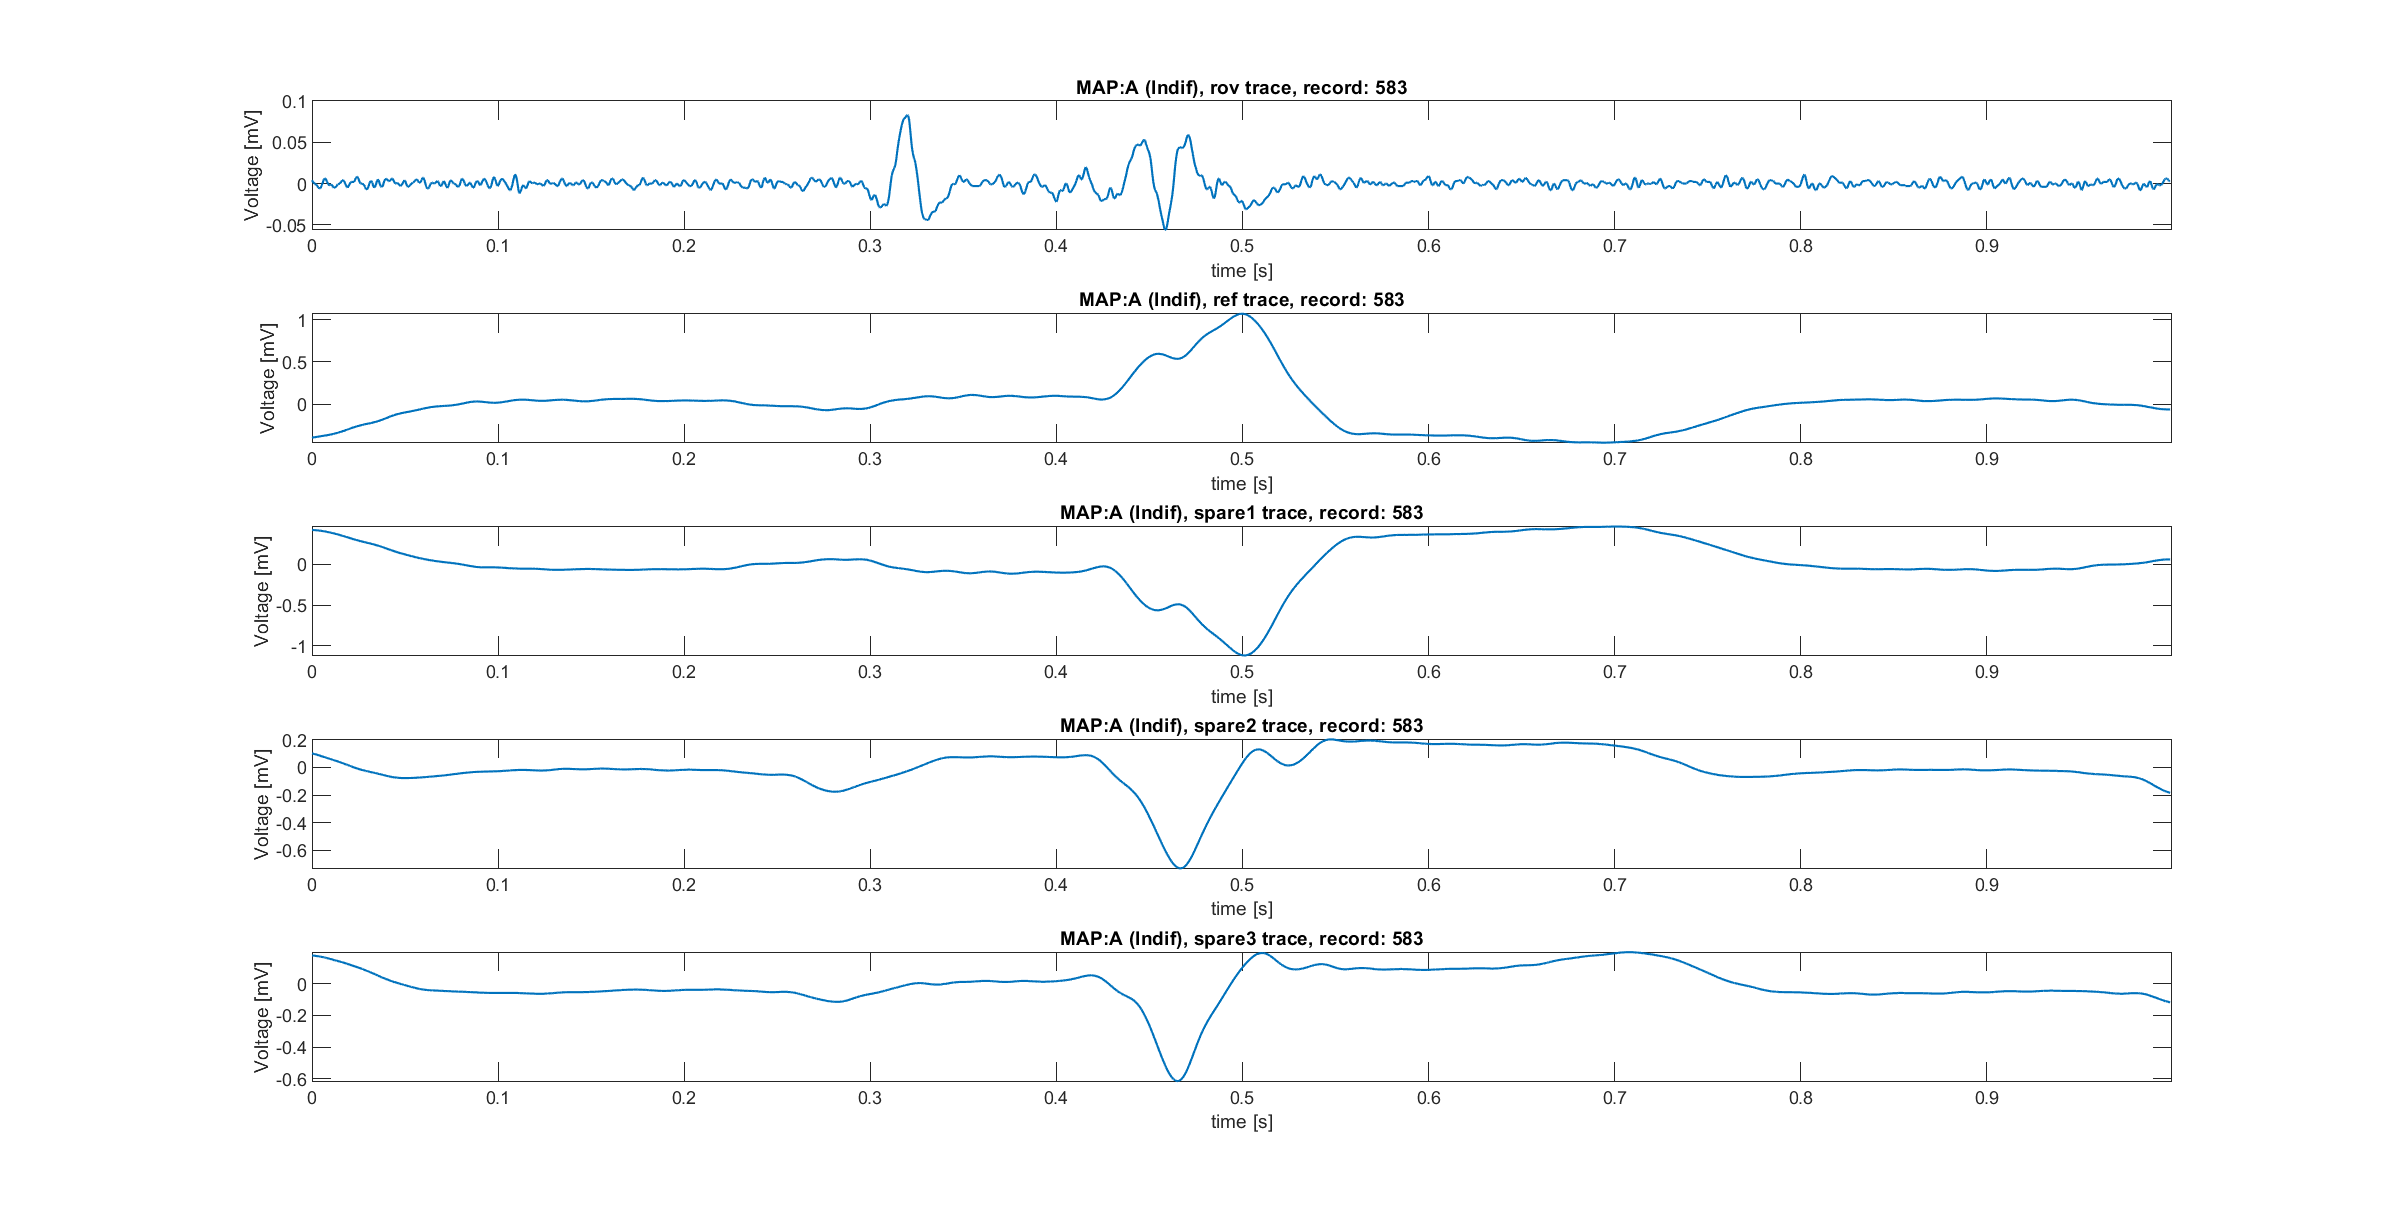 MAP:A (Indif), rov trace, record: 583
Voltage [mV]
0.1
0.05
0
-0.05
0 0.1 0.2 0.3 0.4 0.5 0.6 0.7 0.8 0.9
time [s]
MAP:A (Indif), ref trace, record: 583
Voltage [mV]
1
0.5
0
0 0.1 0.2 0.3 0.4 0.5 0.6 0.7 0.8 0.9
time [s]
MAP:A (Indif), spare1 trace, record: 583
Voltage [mV]
0
-0.5
-1
0 0.1 0.2 0.3 0.4 0.5 0.6 0.7 0.8 0.9
time [s]
MAP:A (Indif), spare2 trace, record: 583
Voltage [mV]
0.2
0
-0.2
-0.4
-0.6
0 0.1 0.2 0.3 0.4 0.5 0.6 0.7 0.8 0.9
time [s]
MAP:A (Indif), spare3 trace, record: 583
Voltage [mV]
0
-0.2
-0.4
-0.6
0 0.1 0.2 0.3 0.4 0.5 0.6 0.7 0.8 0.9
time [s]